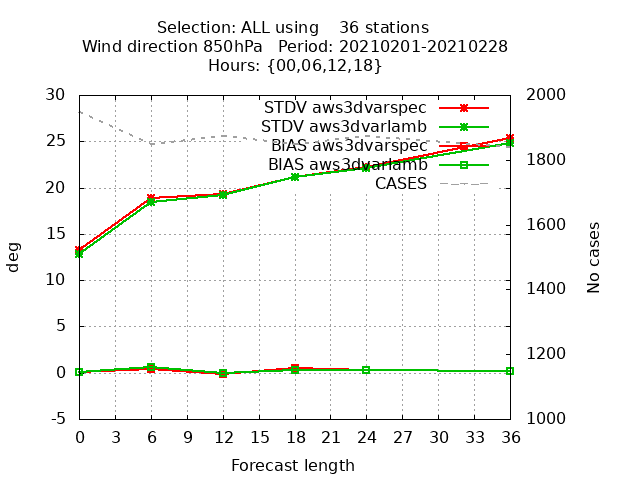 Selection: ALL using    36 stations
Wind direction 850hPa   Period: 20210201-20210228
Hours: {00,06,12,18}
STDV aws3dvarspec
STDV aws3dvarlamb
BIAS aws3dvarspec
BIAS aws3dvarlamb
CASES
30
25
20
15
10
5
0
-5
deg
2000
1800
1600
1400
1200
1000
No cases
0 3 6 9 12 15 18 21 24 27 30 33 36
Forecast length